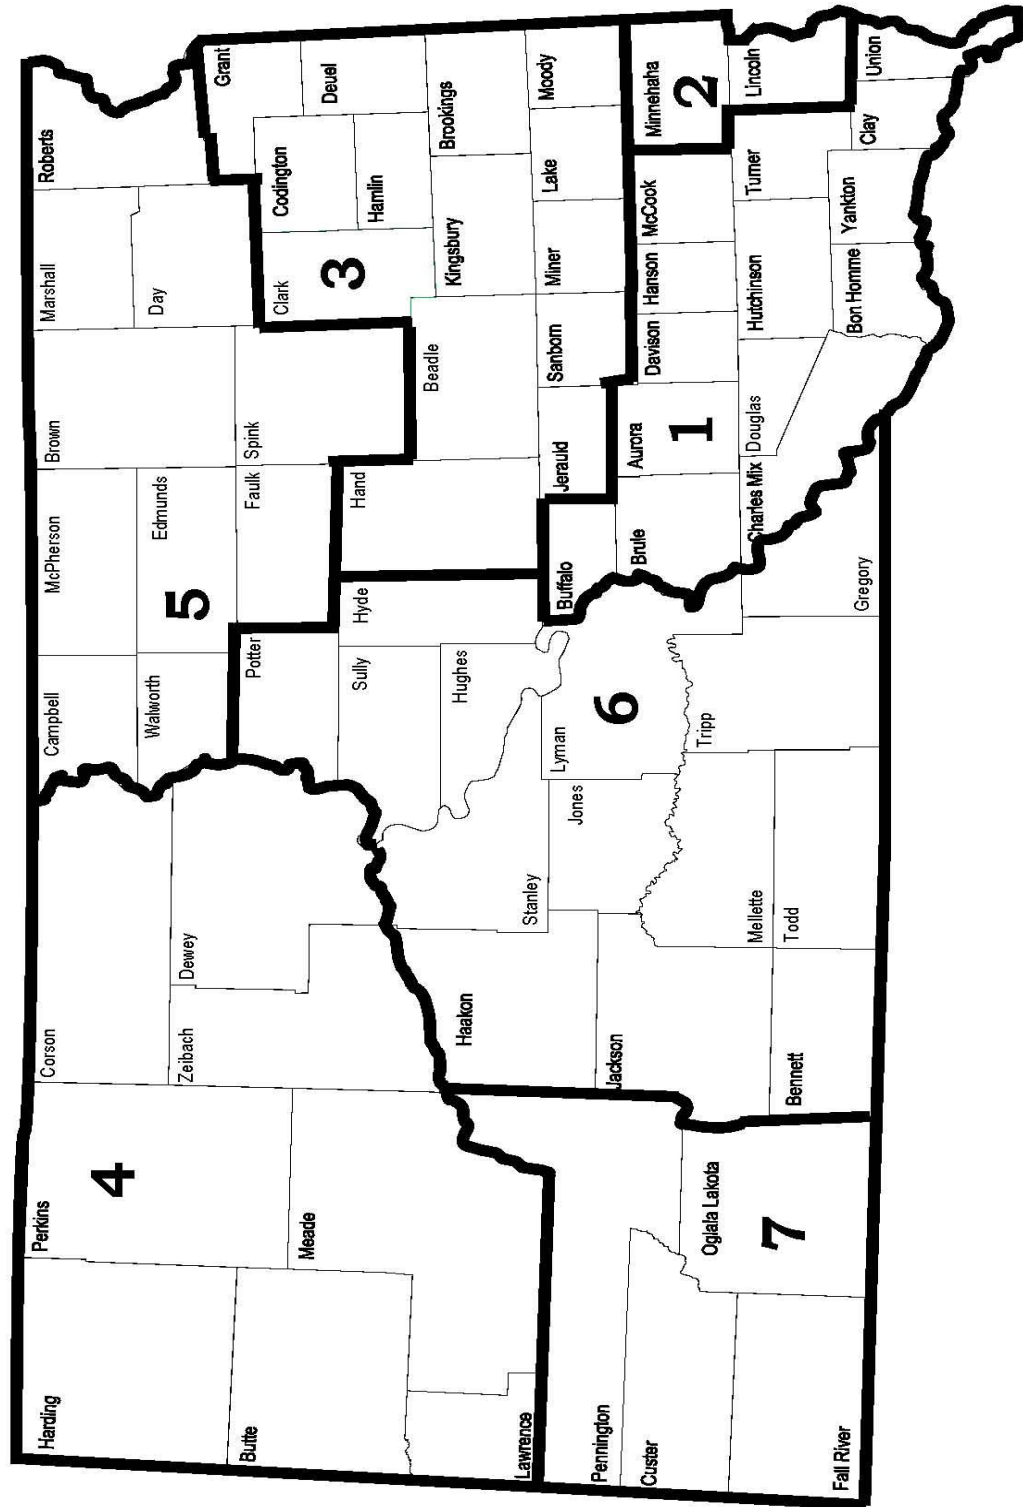 Harding
Perkins
Corson
Campbell
McPherson
Brown
Marshall
Roberts
4
Zeibach
Dewey
Walworth
Edmunds
Day
5
Grant
Butte
Meade
Potter
Faulk
Spink
Clark
Codington
Deuel
3
Hamlin
Sully
Hyde
Hand
Beadle
Kingsbury
Brookings
Haakon
Hughes
Lawrence
Stanley
Lyman
Buffalo
Jerauld
Sanborn
Miner
Lake
Moody
Pennington
Jackson
Jones
6
Brule
Aurora
Davison
Hanson
McCook
Minnehaha
Custer
2
Oglala Lakota
Tripp
1
Mellette
Charles Mix
Douglas
Hutchinson
Turner
Lincoln
7
Todd
Bennett
Fall River
Gregory
Bon Homme
Yankton
Clay
Union